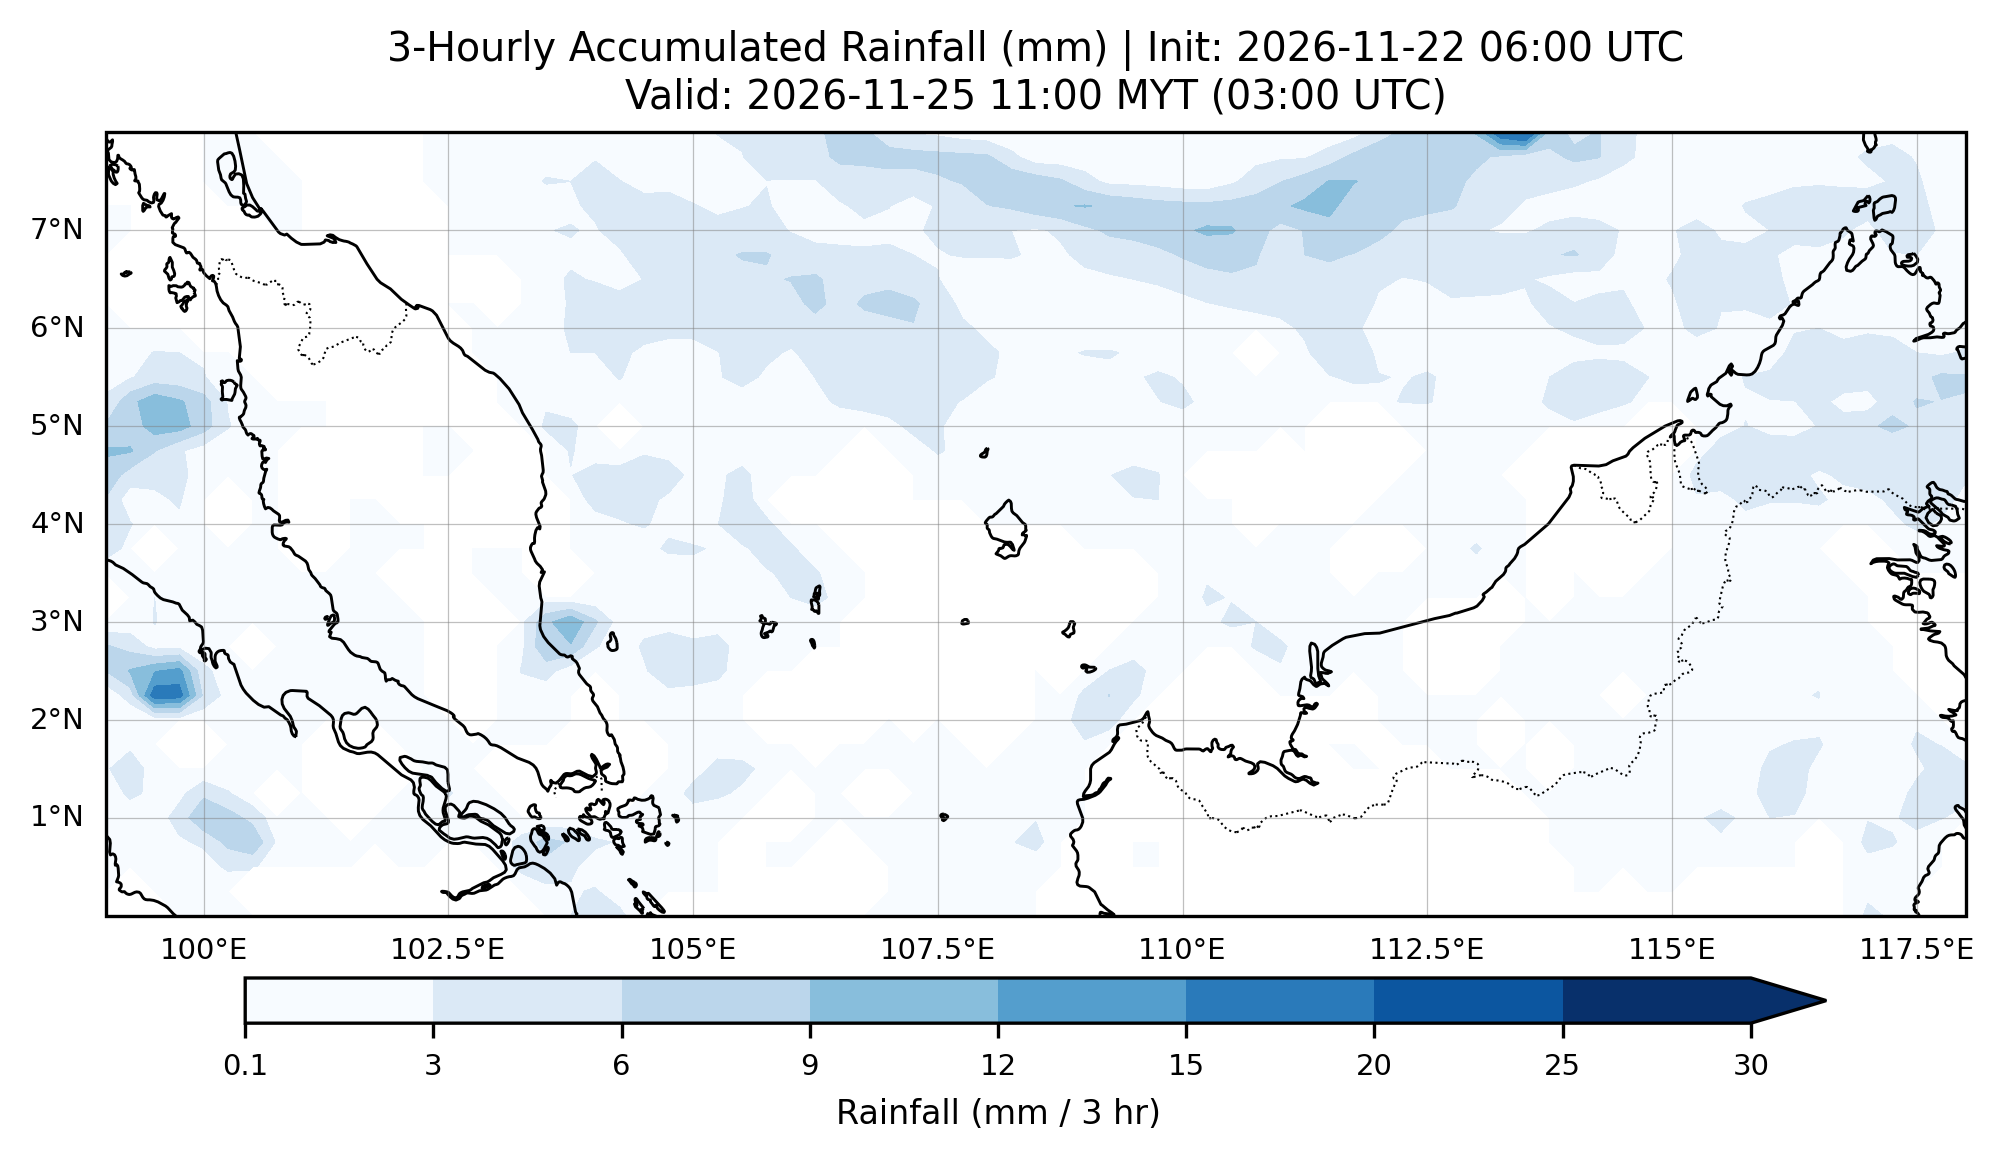 3-Hourly Accumulated Rainfall (mm) | Init: 2026-11-22 06:00 UTC
Valid: 2026-11-25 11:00 MYT (03:00 UTC)
7°N
6°N
5°N
4°N
3°N
2°N
1°N
100°E 102.5°E 105°E 107.5°E 110°E 112.5°E 115°E 117.5°E
0.1 3 6 9 12 15 20 25 30
Rainfall (mm / 3 hr)